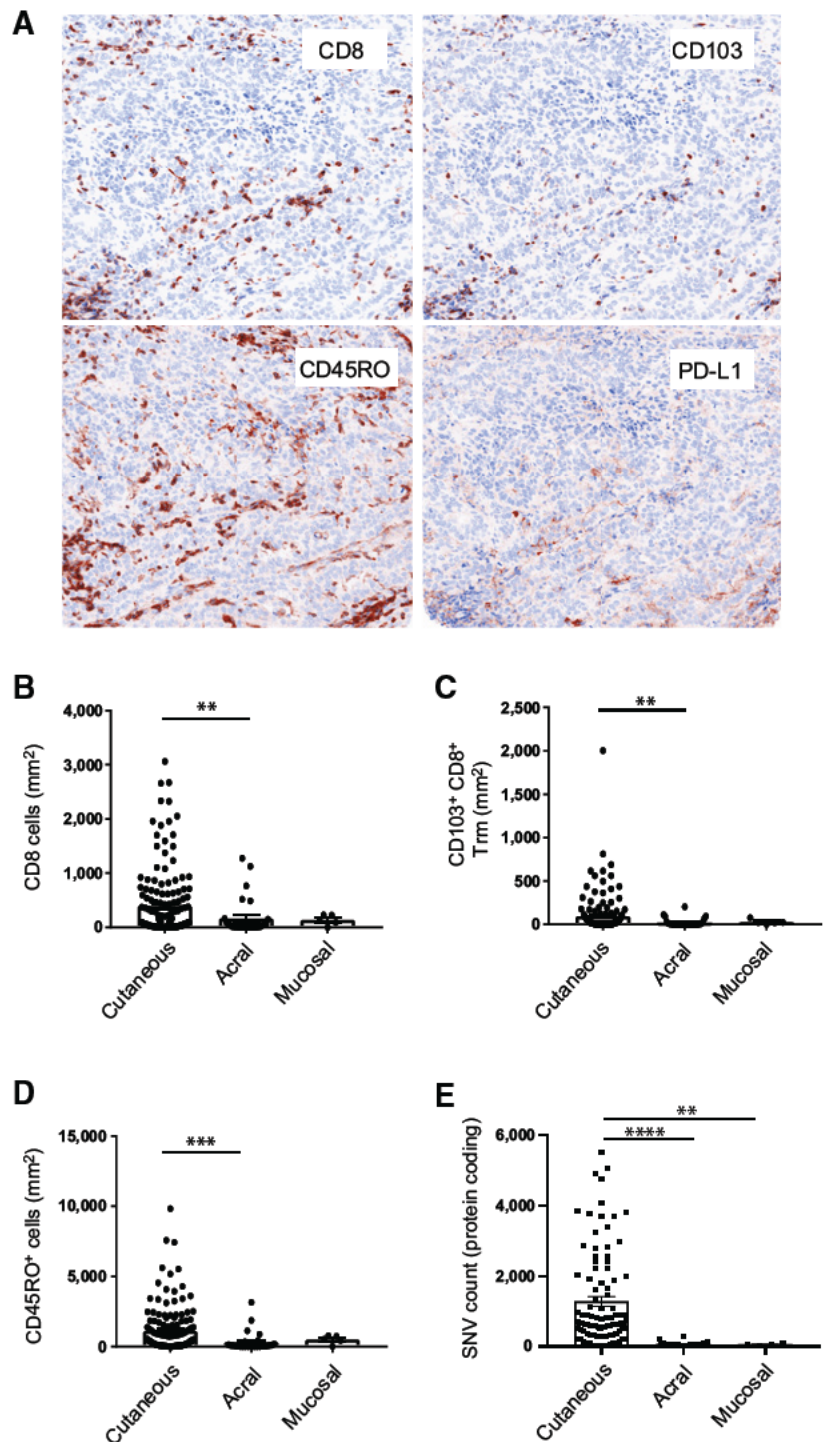 A
CD8
CD103
CD45RO
PD-L1
B
CD8 cells (mm²)
4,000
3,000
2,000
1,000
0
**
Cutaneous
Acral
Mucosal
C
CD103⁺ CD8⁺
Trm (mm²)
2,500
2,000
1,500
1,000
500
0
**
Cutaneous
Acral
Mucosal
D
CD45RO⁺ cells (mm²)
15,000
10,000
5,000
0
***
Cutaneous
Acral
Mucosal
E
SNV count (protein coding)
6,000
4,000
2,000
0
**
****
Cutaneous
Acral
Mucosal